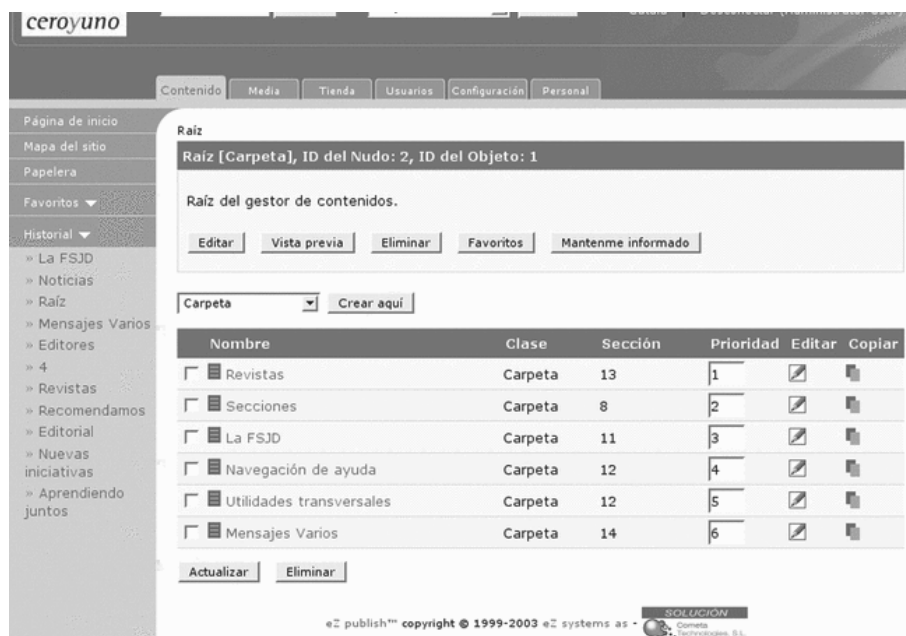 ceroyuno
Contenido Media Tienda Usuarios Configuración Personal
Página de inicio
Mapa del sitio
Papelera
Favoritos
Historial
» La FSJD
» Noticias
» Raíz
» Mensajes Varios
» Editores
» 4
» Revistas
» Recomendamos
» Editorial
» Nuevas
iniciativas
» Aprendiendo
juntos
Raíz
Raíz [Carpeta], ID del Nudo: 2, ID del Objeto: 1
Raíz del gestor de contenidos.
Editar Vista previa Eliminar Favoritos Mantenme informado
Carpeta Crear aquí
Nombre Clase Sección Prioridad Editar Copiar
Revistas Carpeta 13 1
Secciones Carpeta 8 2
La FSJD Carpeta 11 3
Navegación de ayuda Carpeta 12 4
Utilidades transversales Carpeta 12 5
Mensajes Varios Carpeta 14 6
Actualizar Eliminar
eZ publish™ copyright © 1999-2003 eZ systems as -
SOLUCIÓN
Cometa
Technologies, S.L.